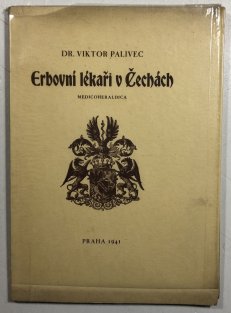 DR. VIKTOR PALIVEC
Erbovní lékaři v Čechách
MEDICOHERALDICA
PRAHA 1941